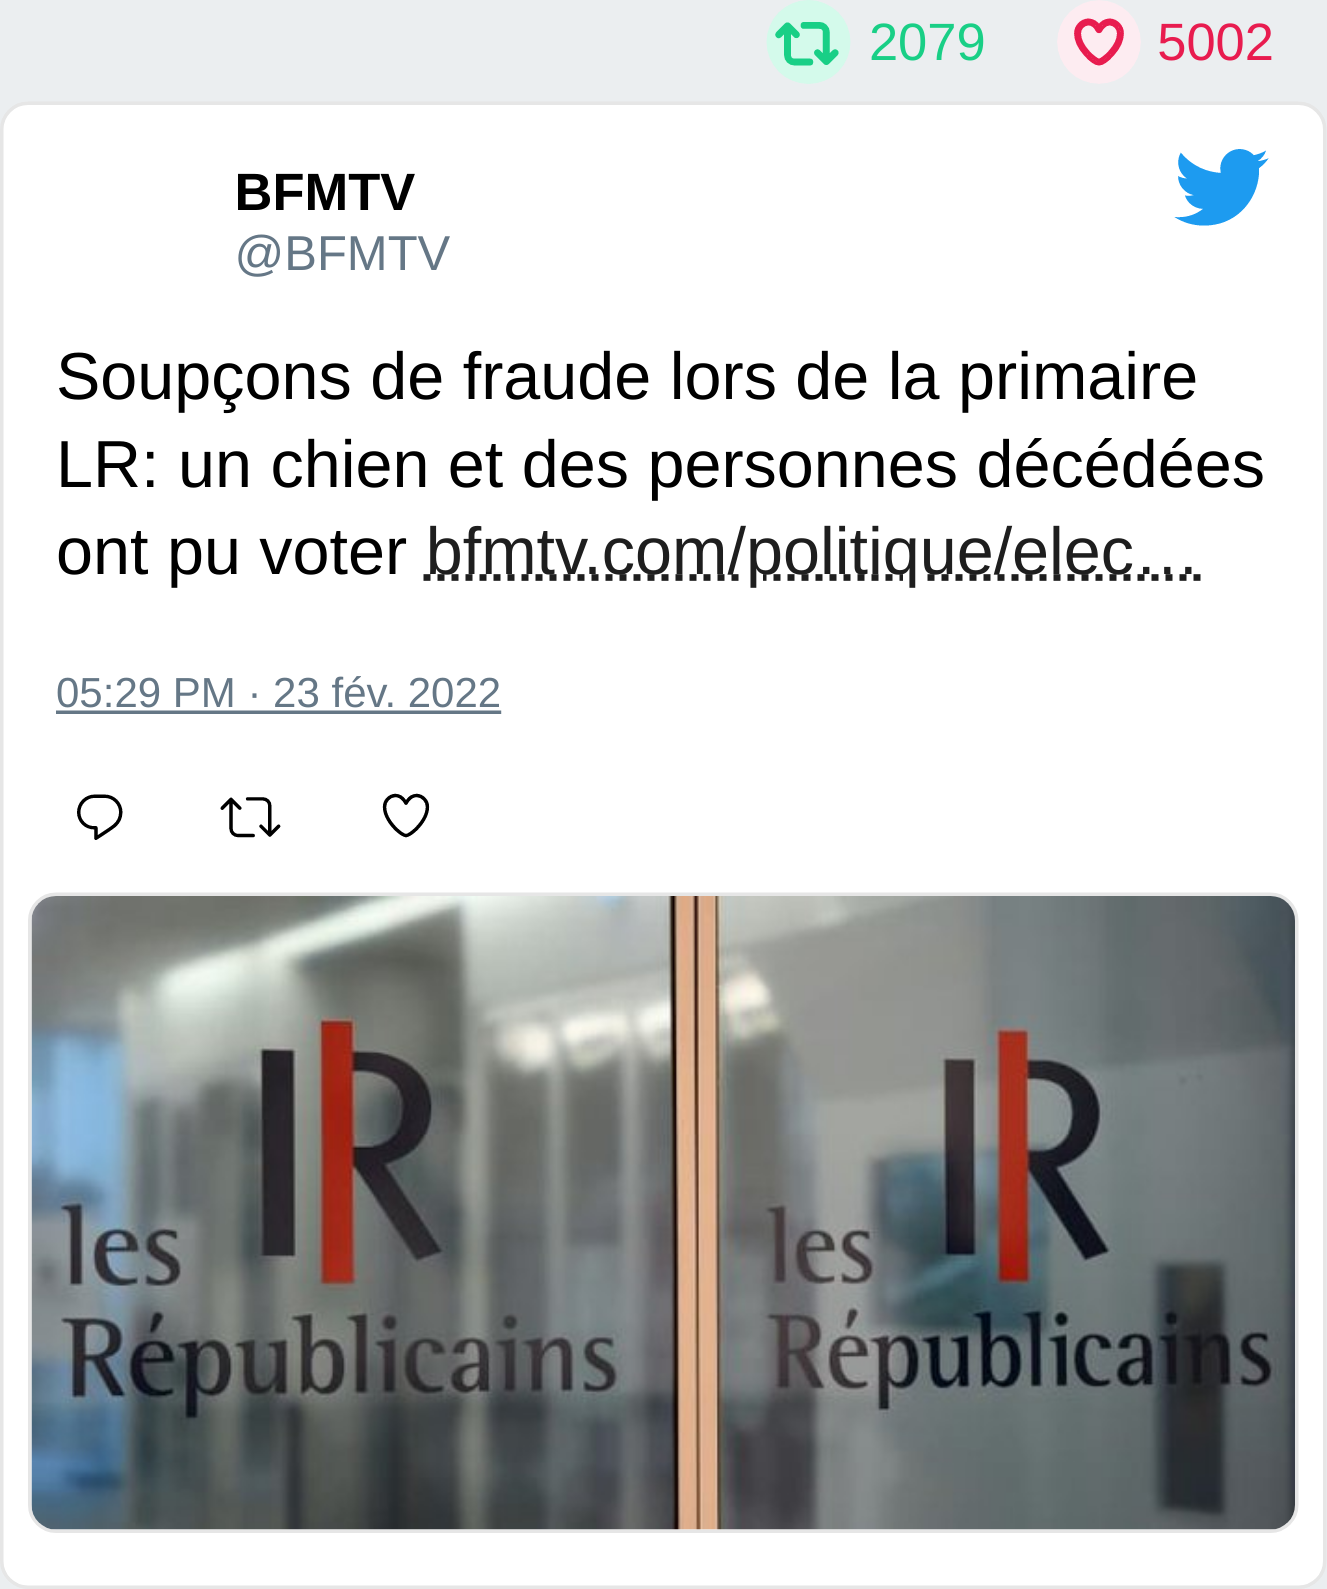 2079 5002
BFMTV
@BFMTV
Soupçons de fraude lors de la primaire
LR: un chien et des personnes décédées
ont pu voter bfmtv.com/politique/elec…
05:29 PM · 23 fév. 2022
lR
les
Républicains
lR
les
Républicains